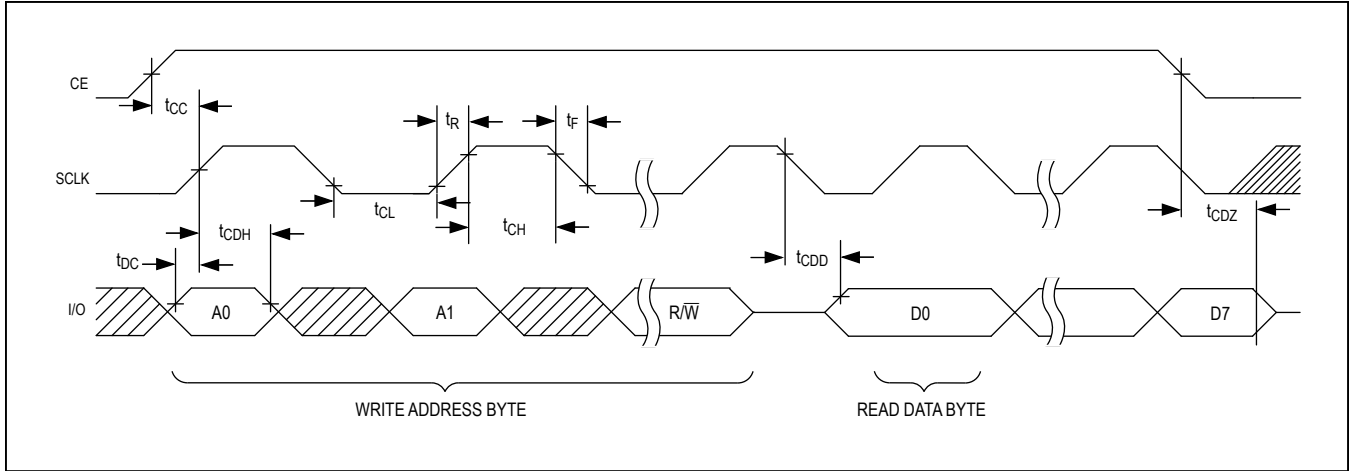 CE
tCC
tR
tF
SCLK
tCL
tCDZ
tCDH
tCH
tDC
tCDD
I/O
A0
A1
R/W̅
D0
D7
WRITE ADDRESS BYTE
READ DATA BYTE